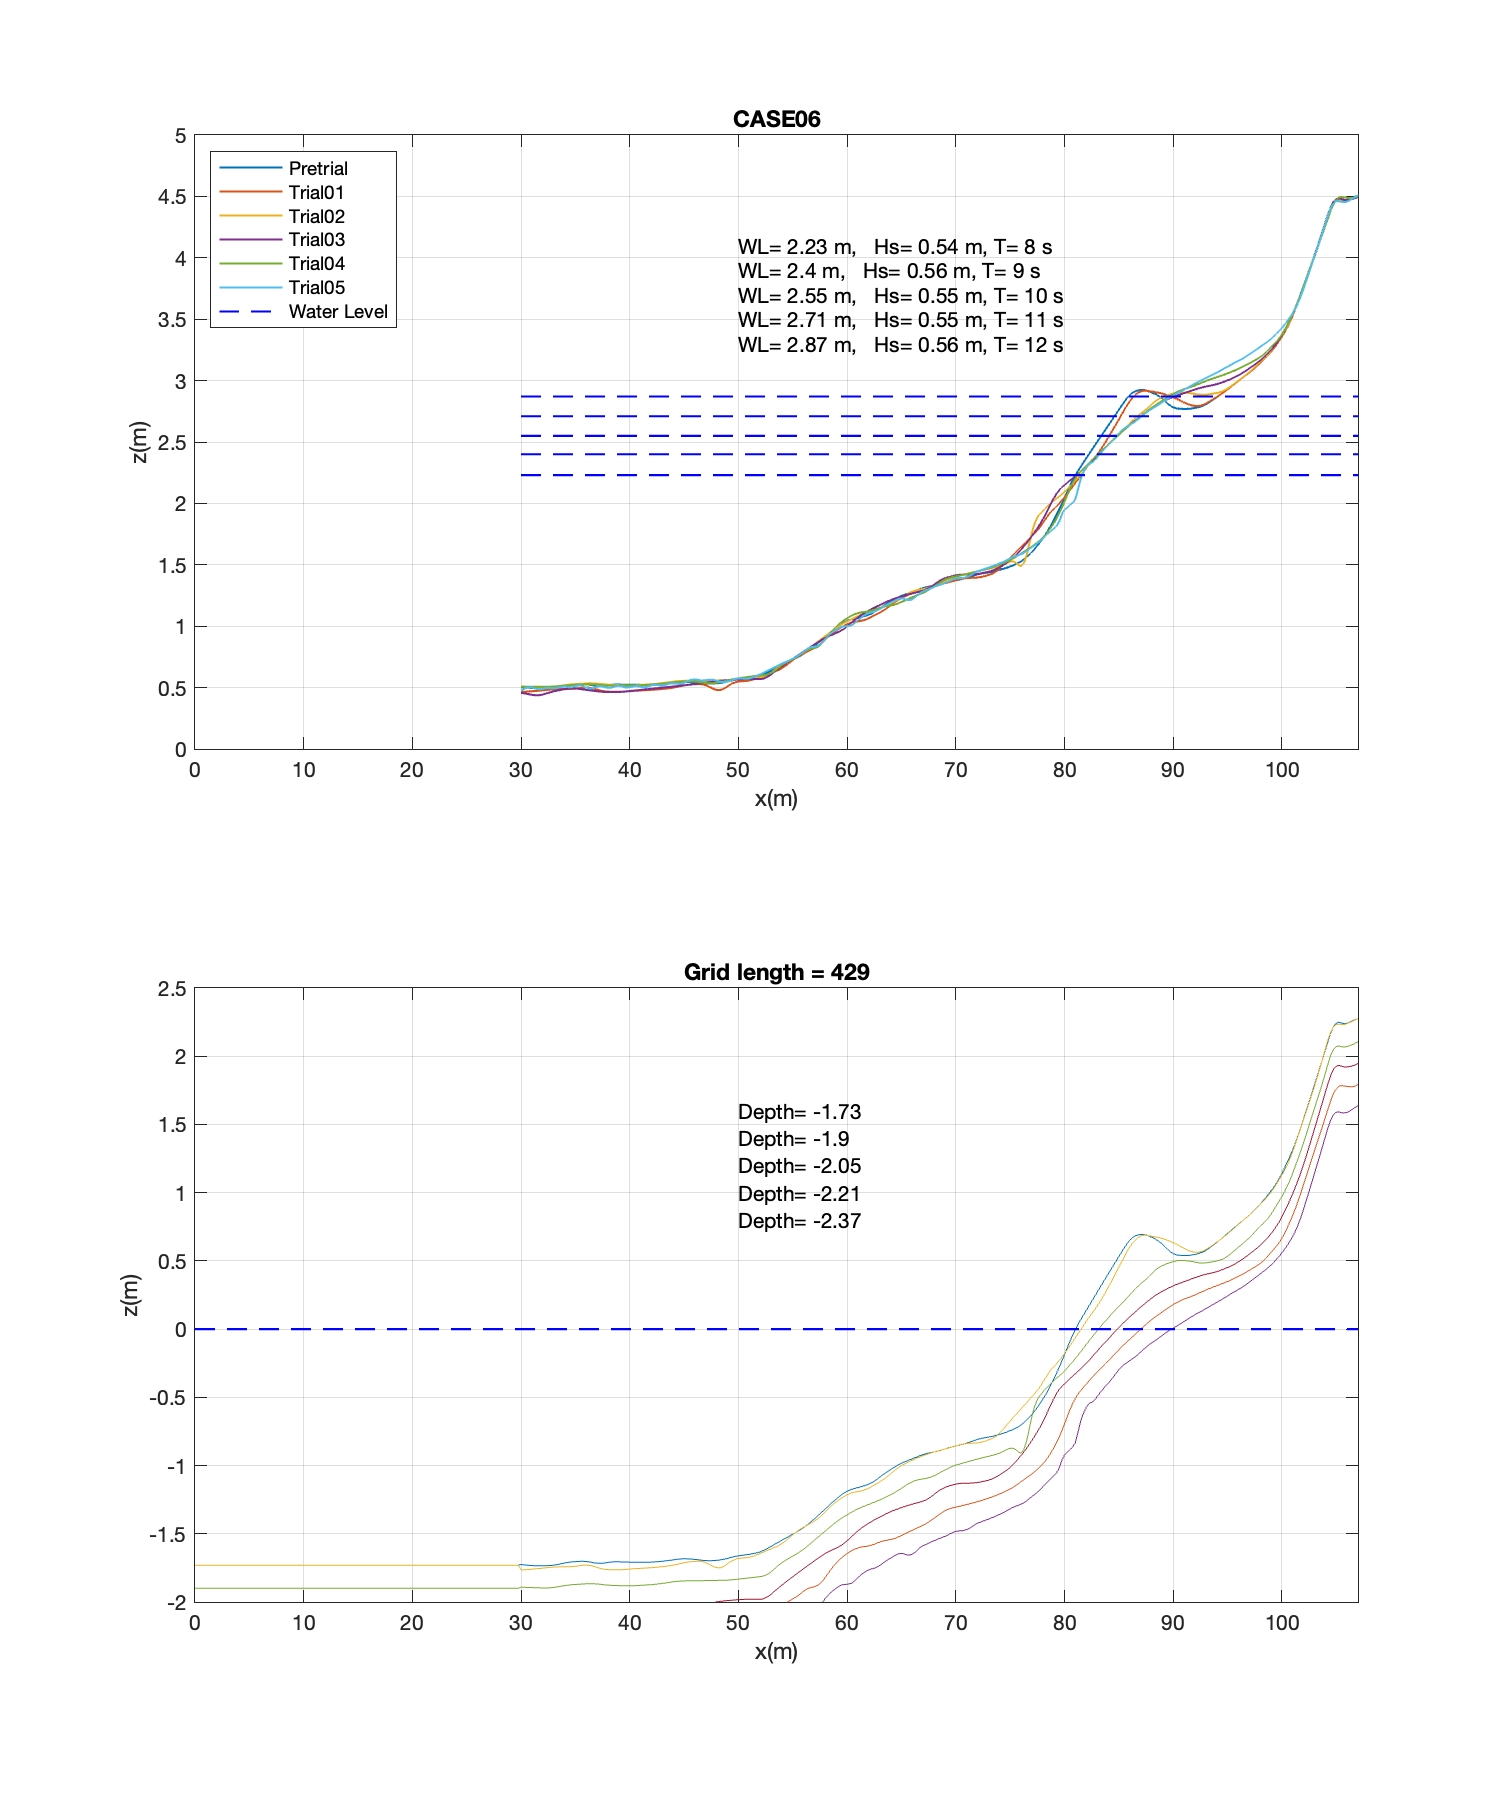 CASE06
5
4.5
4
3.5
3
2.5
2
1.5
1
0.5
0
z(m)
Pretrial
Trial01
Trial02
Trial03
Trial04
Trial05
Water Level
WL= 2.23 m, Hs= 0.54 m, T= 8 s
WL= 2.4 m, Hs= 0.56 m, T= 9 s
WL= 2.55 m, Hs= 0.55 m, T= 10 s
WL= 2.71 m, Hs= 0.55 m, T= 11 s
WL= 2.87 m, Hs= 0.56 m, T= 12 s
0 10 20 30 40 50 60 70 80 90 100
x(m)
Grid length = 429
2.5
2
1.5
1
0.5
0
-0.5
-1
-1.5
-2
z(m)
Depth= -1.73
Depth= -1.9
Depth= -2.05
Depth= -2.21
Depth= -2.37
0 10 20 30 40 50 60 70 80 90 100
x(m)